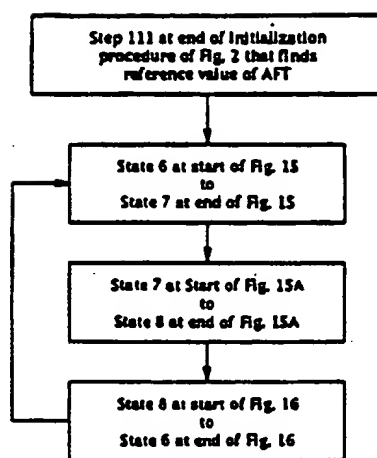 Step 111 at end of Initialization
procedure of Fig. 2 that finds
reference value of AFT
State 6 at start of Fig. 15
to
State 7 at end of Fig. 15
State 7 at Start of Fig. 15A
to
State 8 at end of Fig. 15A
State 8 at start of Fig. 16
to
State 6 at end of Fig. 16